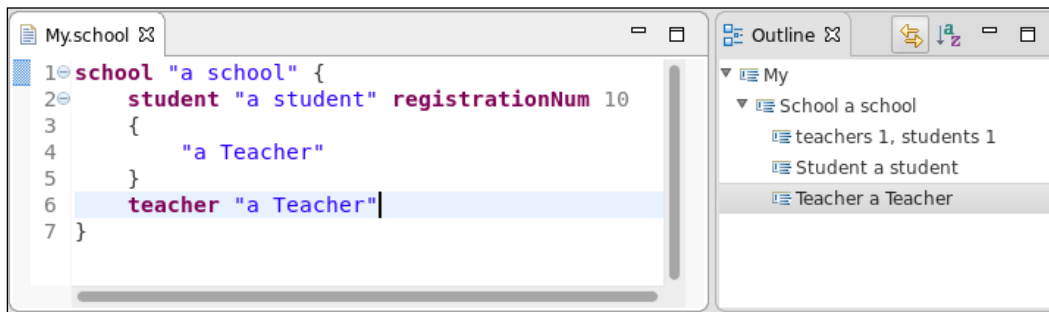 My.school
1 school "a school" {
2 student "a student" registrationNum 10
3 {
4 "a Teacher"
5 }
6 teacher "a Teacher"
7 }
Outline
a z
My
School a school
teachers 1, students 1
Student a student
Teacher a Teacher